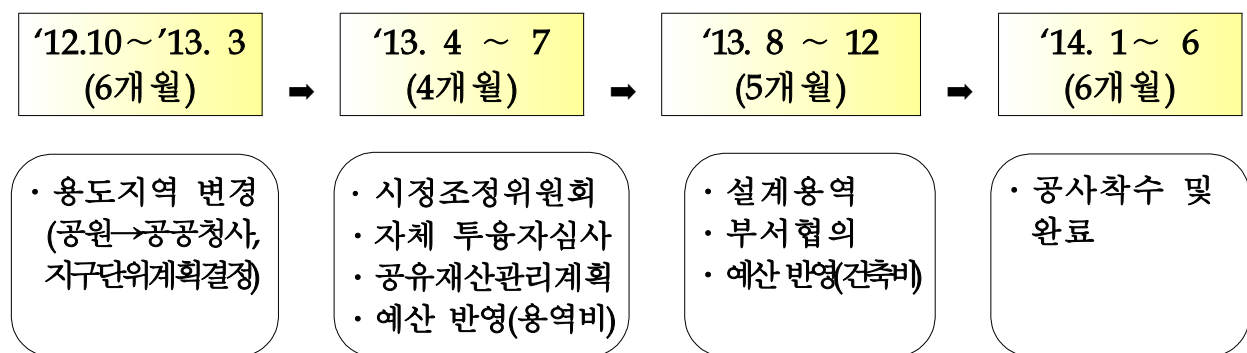 ‘12.10～’13. 3
(6개월)
➡
‘13. 4 ～ 7
(4개월)
➡
‘13. 8 ～ 12
(5개월)
➡
‘14. 1～ 6
(6개월)
· 용도지역 변경
(공원→공공청사,
지구단위계획결정)
· 시정조정위원회
· 자체 투융자심사
· 공유재산관리계획
· 예산 반영(용역비)
· 설계용역
· 부서협의
· 예산 반영(건축비)
· 공사착수 및
완료